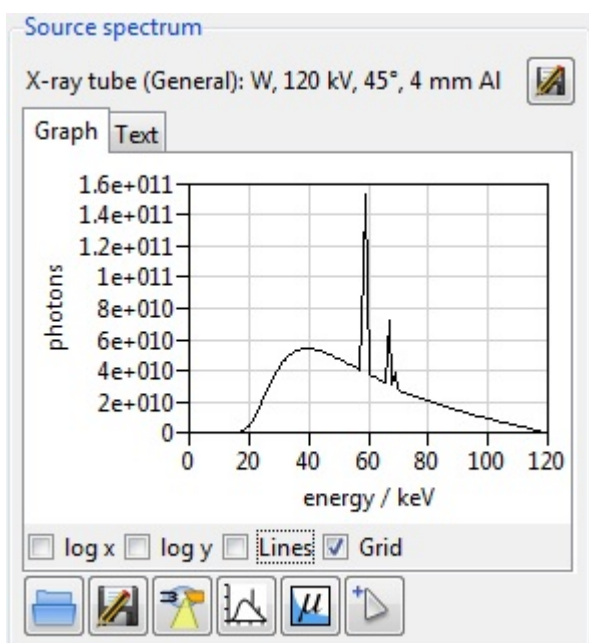 Source spectrum
X-ray tube (General): W, 120 kV, 45°, 4 mm Al
Graph Text
1.6e+011
1.4e+011
1.2e+011
1e+011
8e+010
6e+010
4e+010
2e+010
0
photons
0 20 40 60 80 100 120
energy / keV
log x log y Lines Grid
μ
+